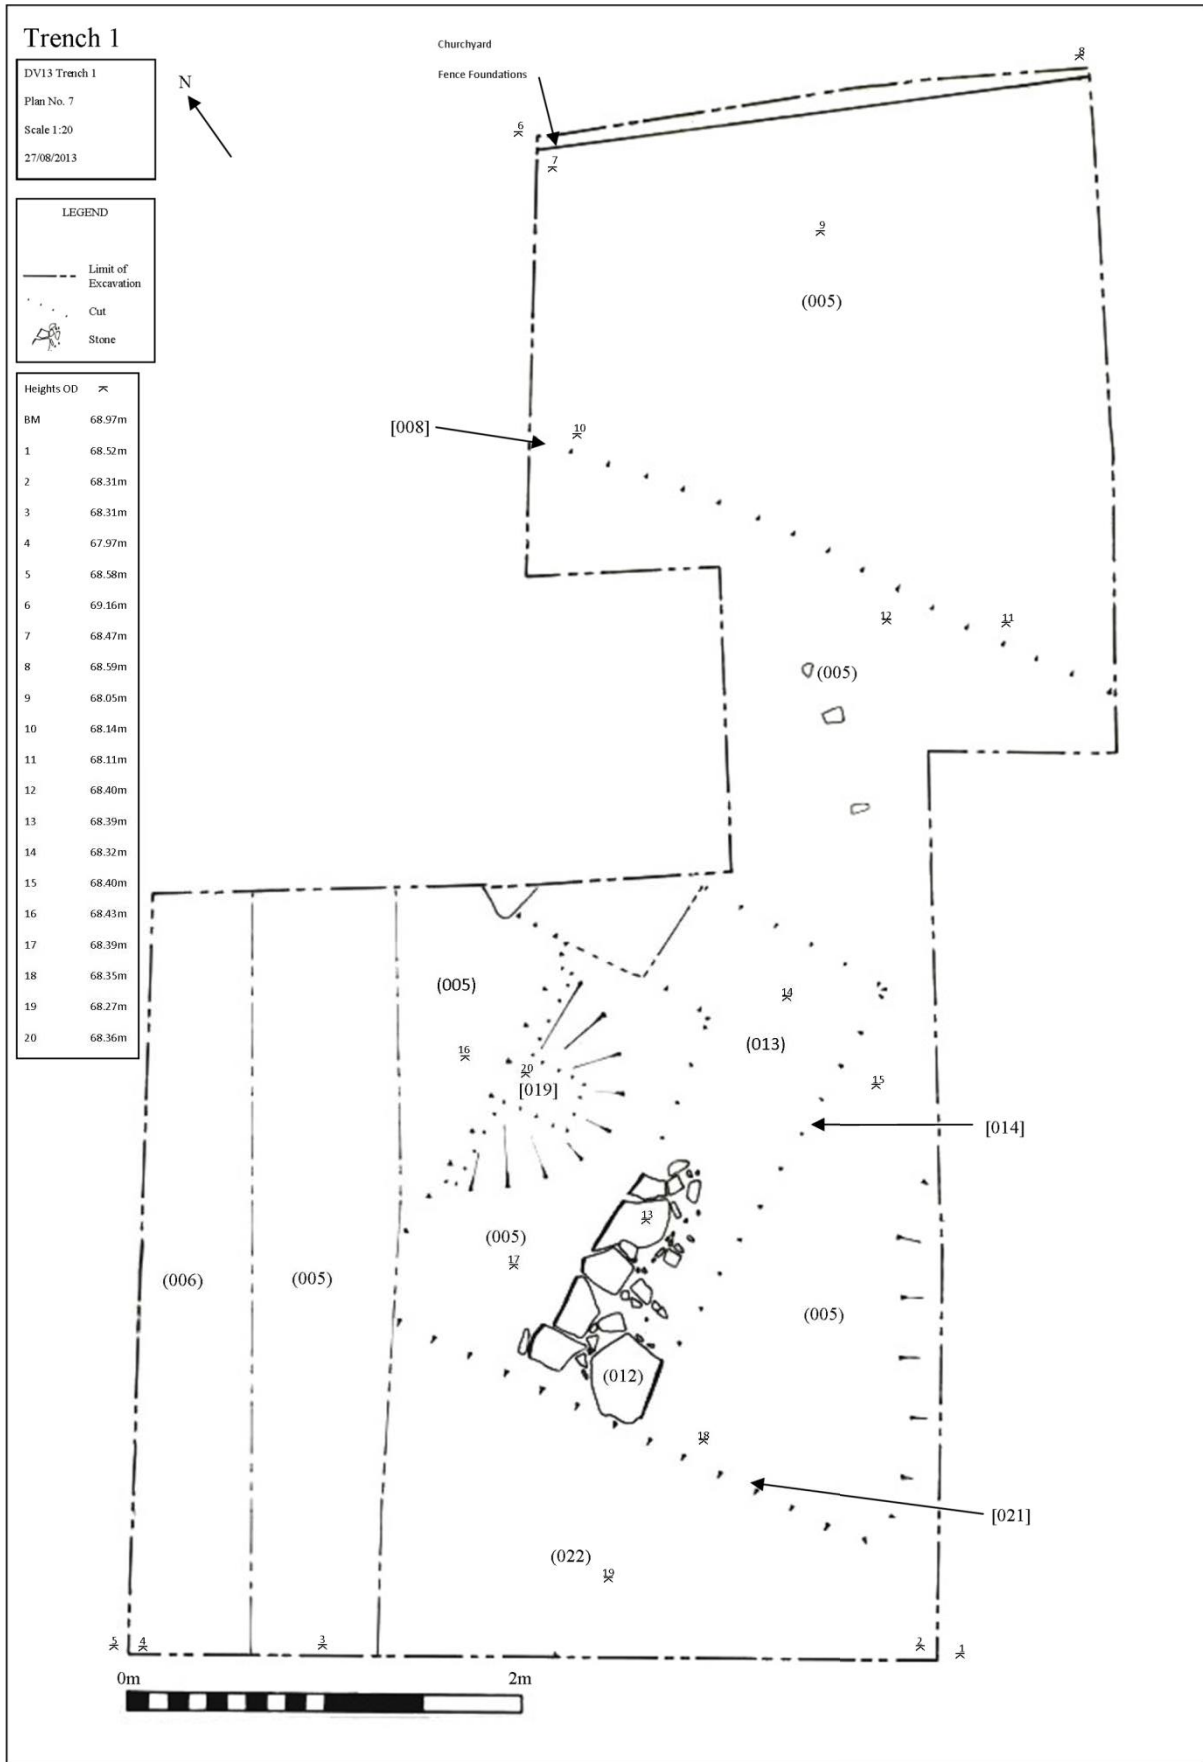 Trench 1
DV13 Trench 1
Plan No. 7
Scale 1:20
27/08/2013
N
LEGEND
Limit of
Excavation
Cut
Stone
Heights OD
BM 68.97m
1 68.52m
2 68.31m
3 68.31m
4 67.97m
5 68.58m
6 69.16m
7 68.47m
8 68.59m
9 68.05m
10 68.14m
11 68.11m
12 68.40m
13 68.39m
14 68.32m
15 68.40m
16 68.43m
17 68.39m
18 68.35m
19 68.27m
20 68.36m
Churchyard
Fence Foundations
8
6
7
9
(005)
[008]
10
12
11
(005)
(005)
14
(013)
16
20
[019]
15
[014]
13
(005)
17
(006)
(005)
(005)
(012)
18
[021]
(022)
19
5
4
3
2
1
0m
2m